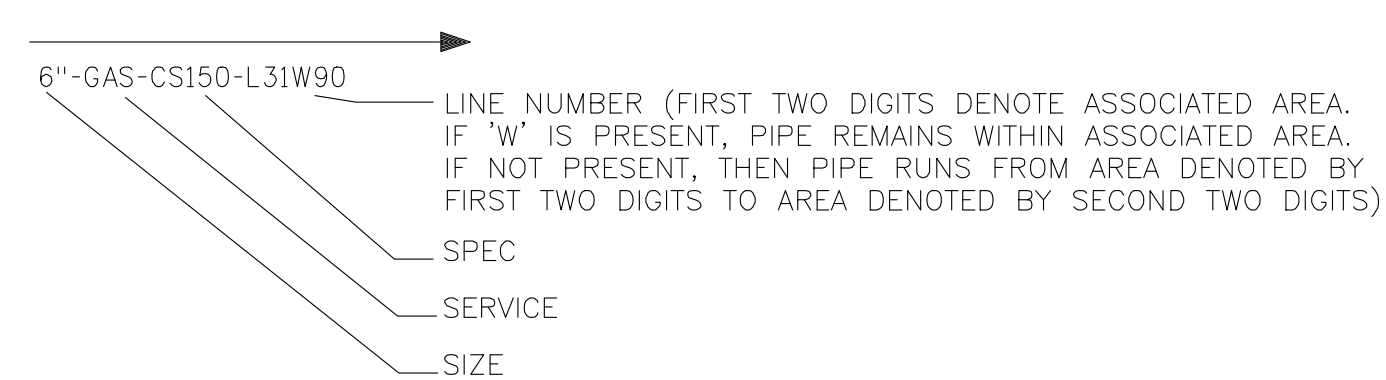 6"-GAS-CS150-L31W90
LINE NUMBER (FIRST TWO DIGITS DENOTE ASSOCIATED AREA.
IF 'W' IS PRESENT, PIPE REMAINS WITHIN ASSOCIATED AREA.
IF NOT PRESENT, THEN PIPE RUNS FROM AREA DENOTED BY
FIRST TWO DIGITS TO AREA DENOTED BY SECOND TWO DIGITS)
SPEC
SERVICE
SIZE